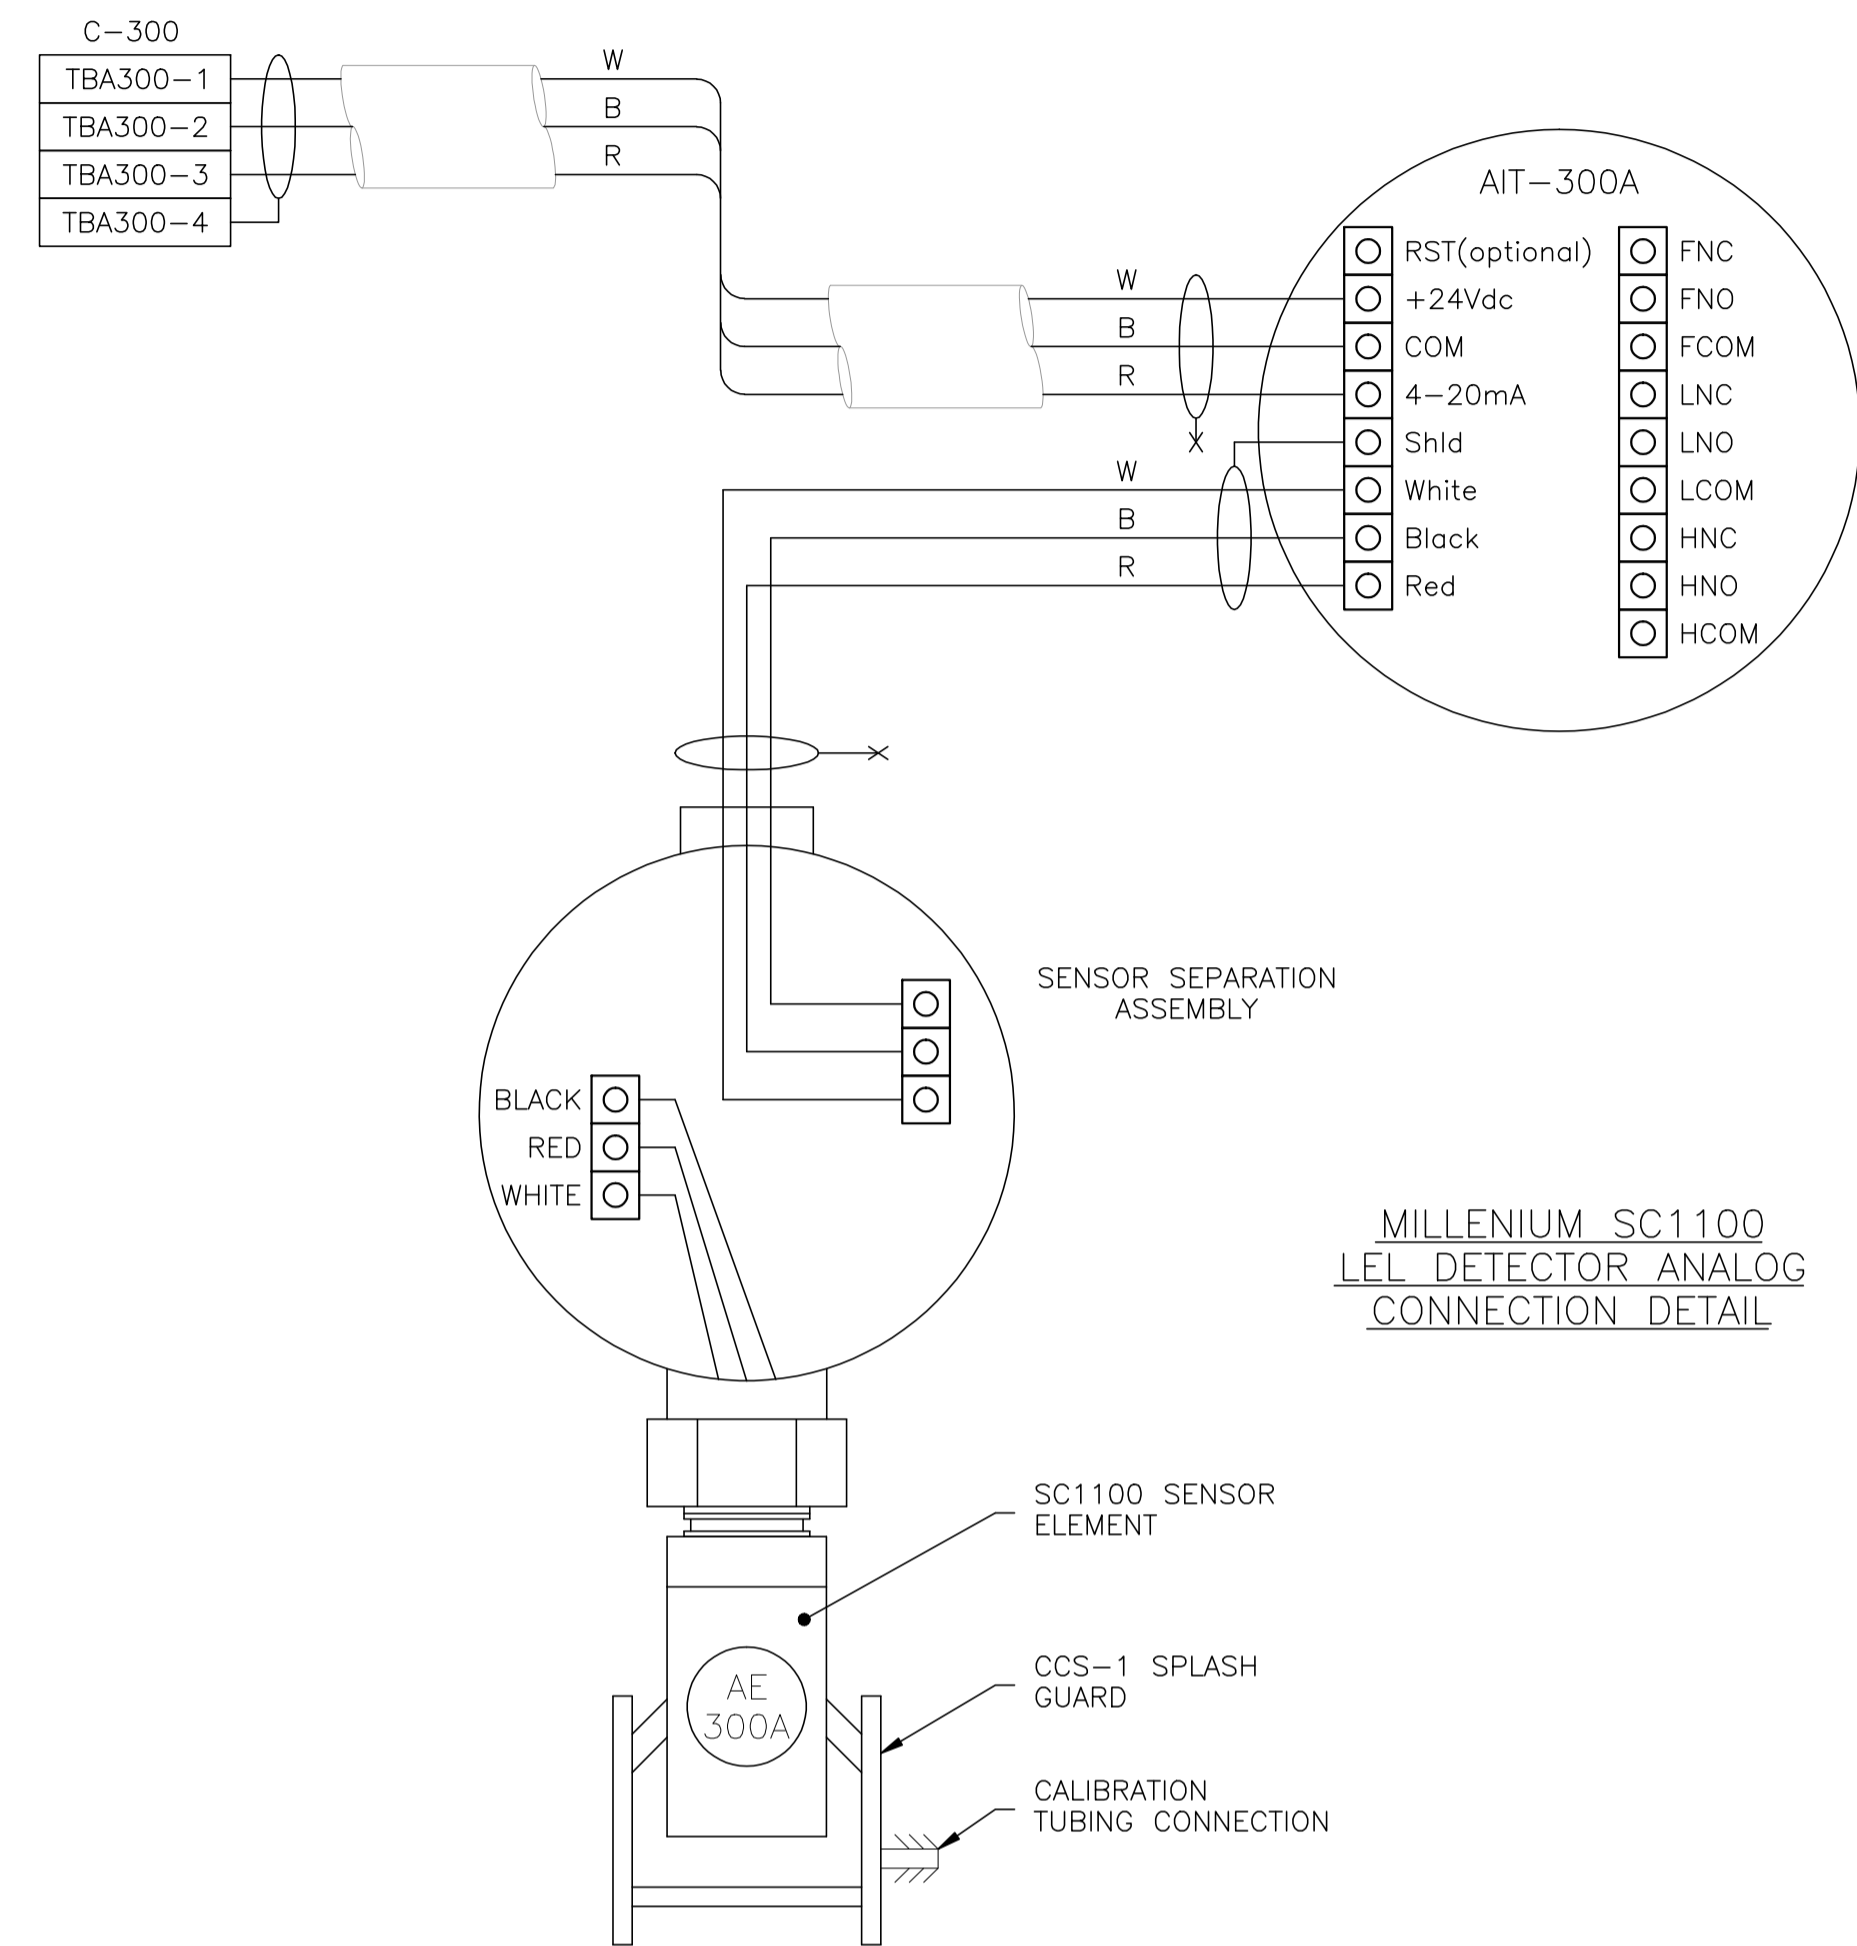 C-300
TBA300-1
TBA300-2
TBA300-3
TBA300-4
W
B
R
W
B
R
AIT-300A
RST(optional)
+24Vdc
COM
4-20mA
Shld
White
Black
Red
FNC
FNO
FCOM
LNC
LNO
LCOM
HNC
HNO
HCOM
W
B
R
SENSOR SEPARATION
ASSEMBLY
BLACK
RED
WHITE
MILLENIUM SC1100
LEL DETECTOR ANALOG
CONNECTION DETAIL
SC1100 SENSOR
ELEMENT
AE
300A
CCS-1 SPLASH
GUARD
CALIBRATION
TUBING CONNECTION